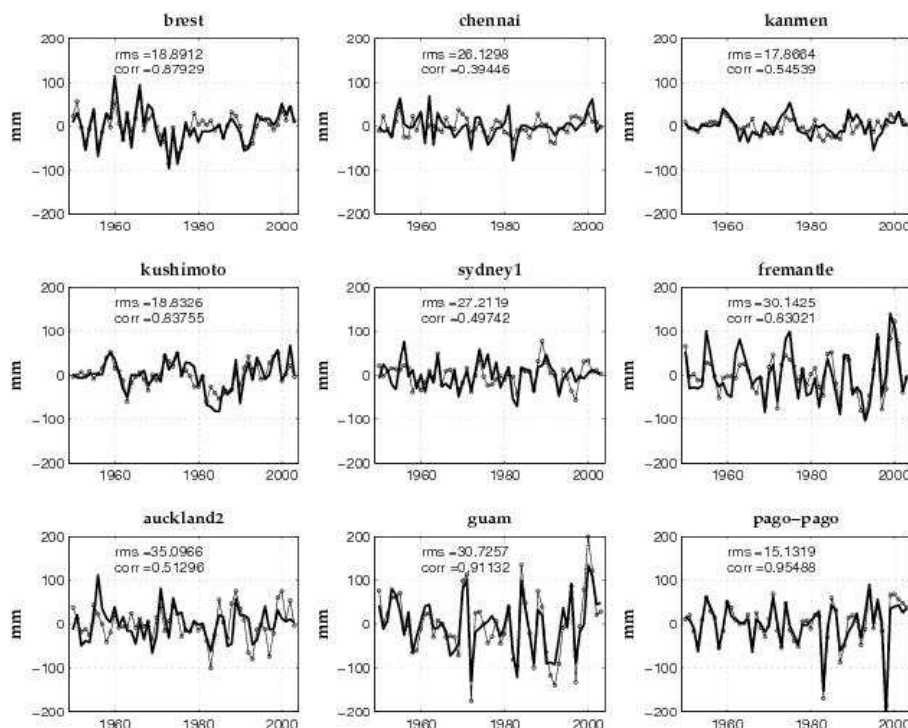 brest
rms =18.8912
corr =0.87929
mm
200
100
0
−100
−200
1960
1980
2000
chennai
rms =26.1298
corr =0.39446
200
100
0
−100
−200
1960
1980
2000
kanmen
rms =17.8664
corr =0.54539
200
100
0
−100
−200
1960
1980
2000
kushimoto
rms =18.8326
corr =0.83755
mm
200
100
0
−100
−200
1960
1980
2000
sydney1
rms =27.2119
corr =0.49742
mm
200
100
0
−100
−200
1960
1980
2000
fremantle
rms =30.1425
corr =0.83021
mm
200
100
0
−100
−200
1960
1980
2000
auckland2
rms =35.0966
corr =0.51296
mm
200
100
0
−100
−200
1960
1980
2000
guam
rms =30.7257
corr =0.91132
mm
200
100
0
−100
−200
1960
1980
2000
pago−pago
rms =15.1319
corr =0.95488
mm
200
100
0
−100
−200
1960
1980
2000